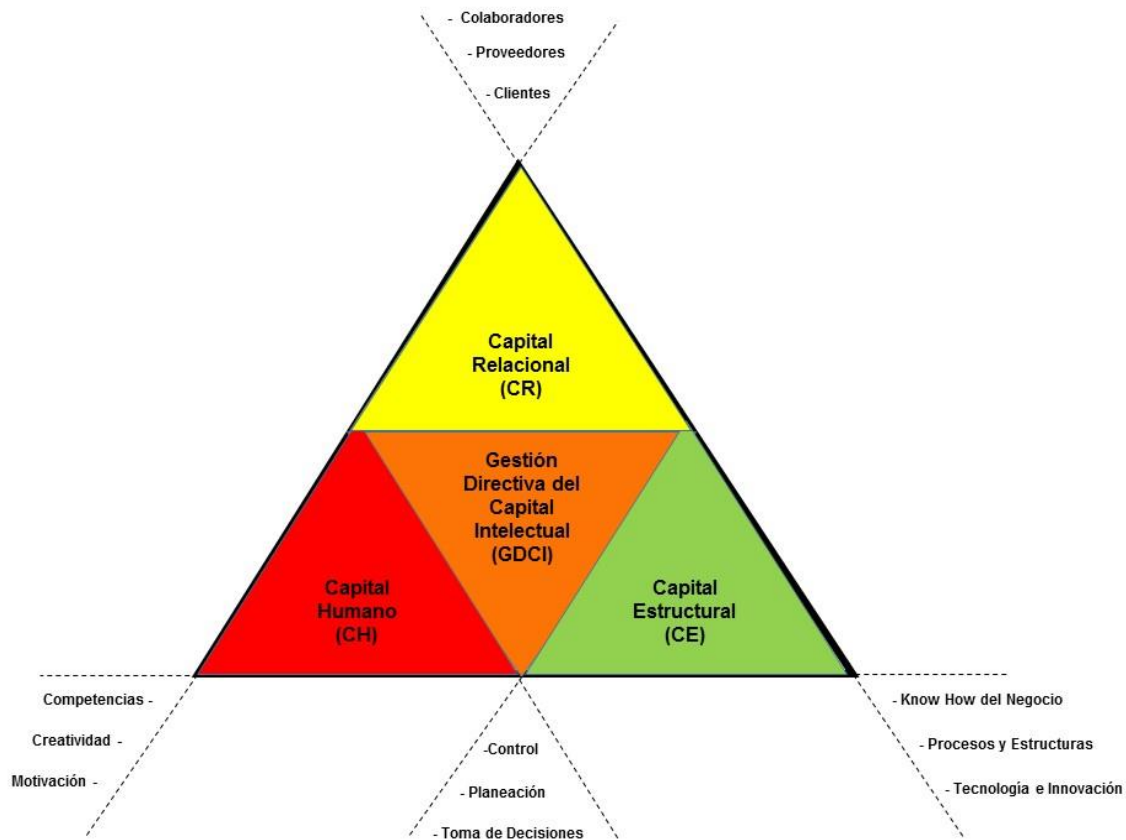 - Colaboradores
- Proveedores
- Clientes
Capital
Relacional
(CR)
Gestión
Directiva del
Capital
Intelectual
(GDCI)
Capital
Humano
(CH)
Capital
Estructural
(CE)
Competencias -
Creatividad -
Motivación -
-Control
- Planeación
- Toma de Decisiones
- Know How del Negocio
- Procesos y Estructuras
- Tecnología e Innovación